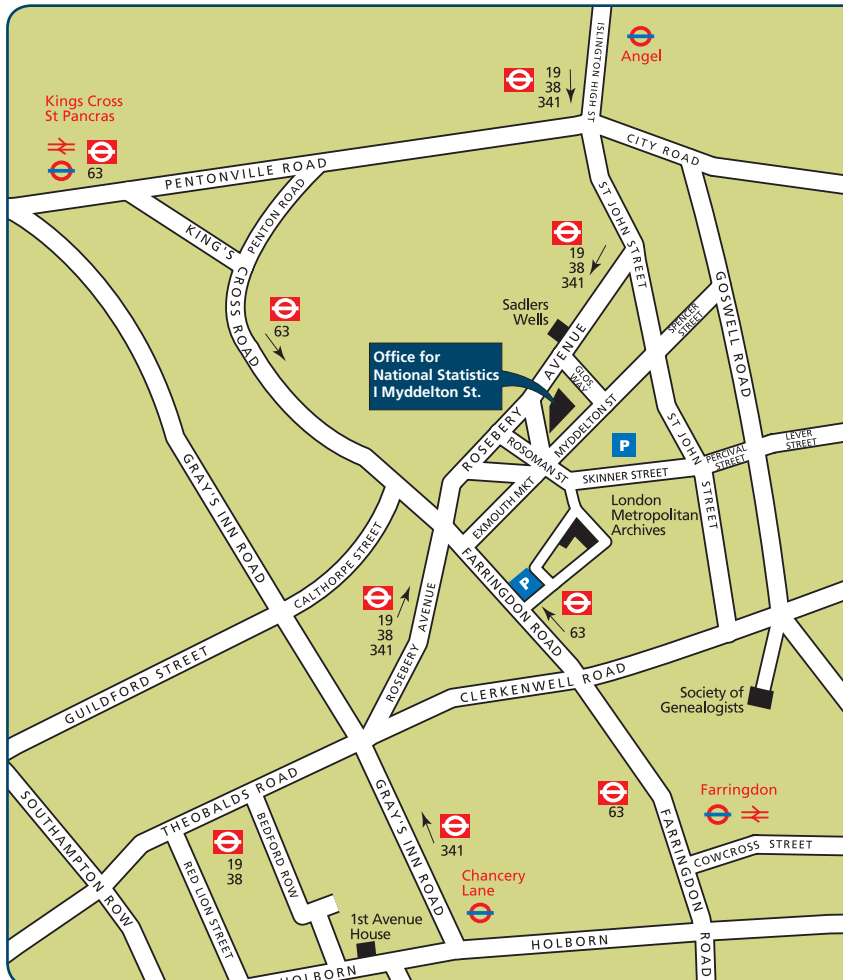 ISLINGTON HIGH ST
Angel
19
38
341
Kings Cross
St Pancras
63
PENTONVILLE ROAD
CITY ROAD
PENTON ROAD
KING'S
CROSS ROAD
ST JOHN STREET
19
38
341
63
GOSWELL ROAD
Sadlers
Wells
SPENCER
STREET
Office for
National Statistics
I Myddelton St.
ROSEBERY AVENUE
GLOS.
WAY
MYDDELTON ST
ROSOMAN ST
P
ST JOHN STREET
LEVER
STREET
PERCIVAL
STREET
SKINNER STREET
GRAY'S INN ROAD
EXMOUTH MKT
London
Metropolitan
Archives
CALTHORPE STREET
P
FARRINGDON ROAD
19
38
341
63
ROSEBERY AVENUE
GUILDFORD STREET
CLERKENWELL ROAD
Society of
Genealogists
THEOBALDS ROAD
SOUTHAMPTON ROW
63
Farringdon
GRAY'S INN ROAD
341
BEDFORD ROW
RED LION STREET
19
38
FARRINGDON ROAD
COWCROSS STREET
Chancery
Lane
1st Avenue
House
HOLBORN
HOLBORN